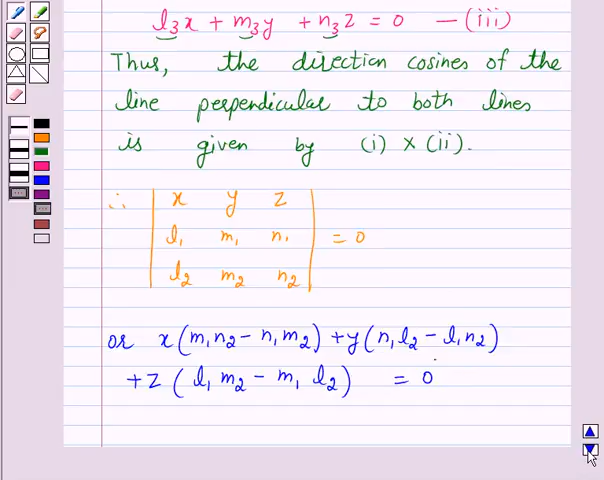 l₃x + m₃y + n₃z = 0 — (iii)
Thus, the direction cosines of the
line perpendicular to both lines
is given by (i) × (ii).
∴ | x y z |
| l₁ m₁ n₁ | = 0
| l₂ m₂ n₂ |
or x(m₁n₂ − n₁m₂) + y(n₁l₂ − l₁n₂)
+ z(l₁m₂ − m₁l₂) = 0